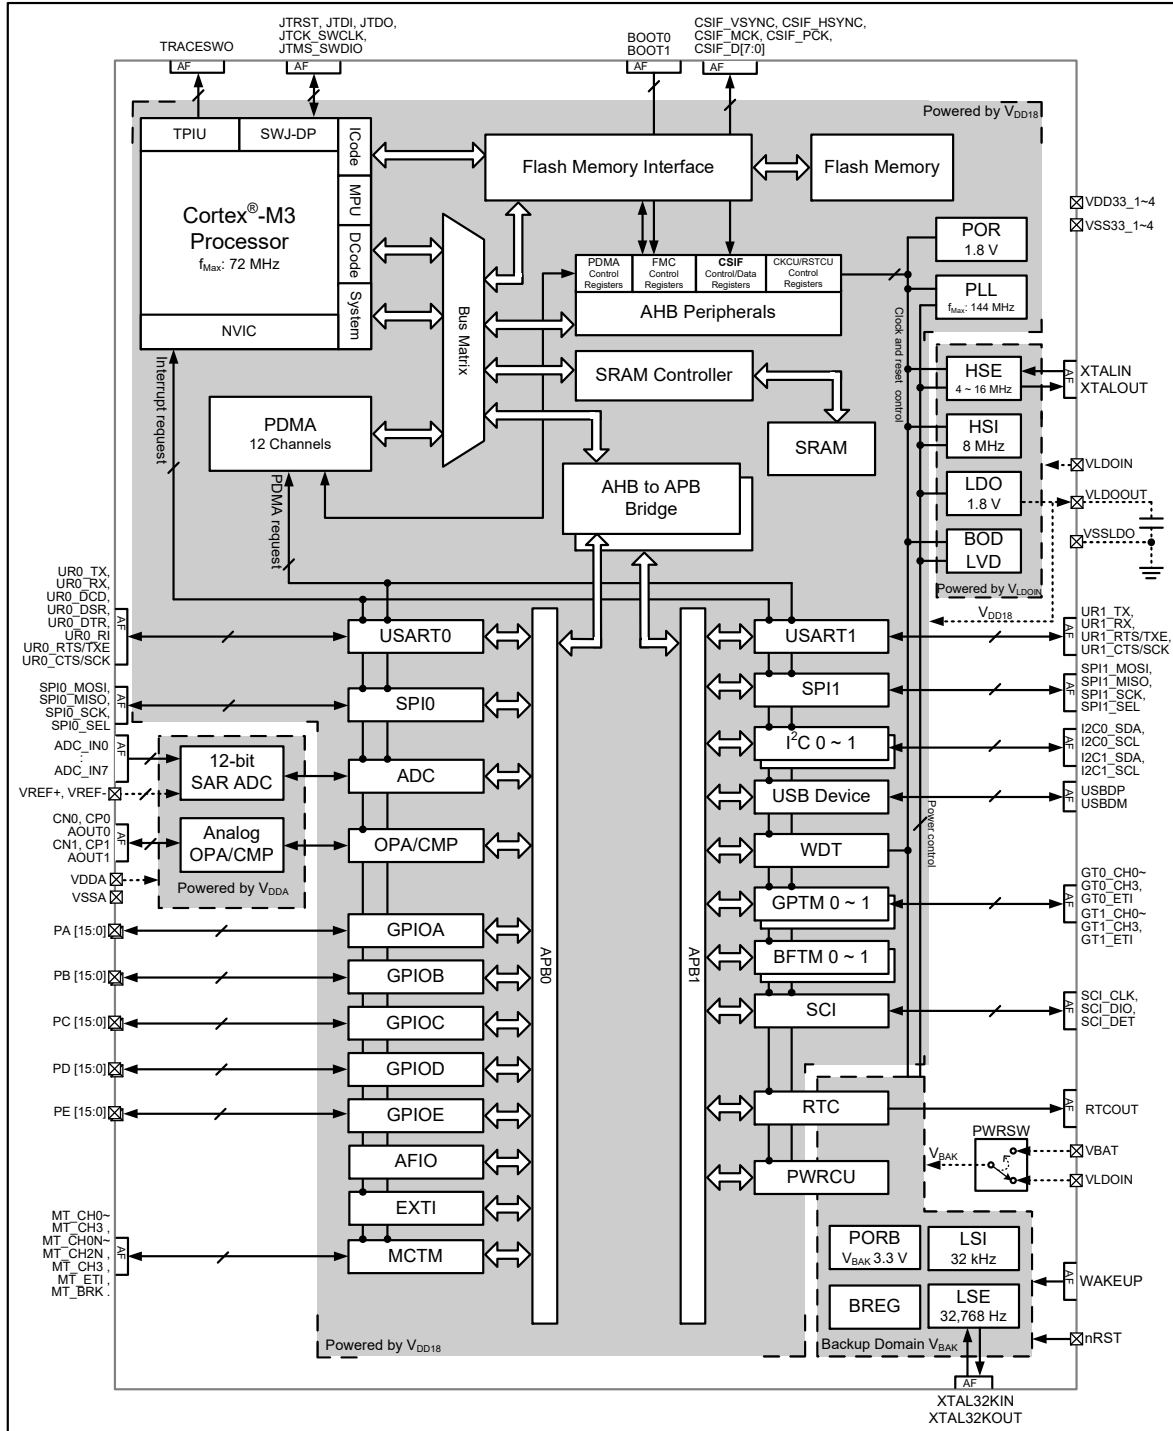 TRACESWO
JTRST, JTDI, JTDO,
JTCK_SWCLK,
JTMS_SWDIO
BOOT0
BOOT1
CSIF_VSYNC, CSIF_HSYNC,
CSIF_MCK, CSIF_PCK,
CSIF_D[7:0]
AF
AF
AF
AF
Powered by VDD18
TPIU
SWJ-DP
ICode
MPU
DCode
System
Cortex®-M3
Processor
fMax: 72 MHz
NVIC
Flash Memory Interface
Flash Memory
VDD33_1~4
VSS33_1~4
POR
1.8 V
PLL
fMax: 144 MHz
PDMA
Control
Registers
FMC
Control
Registers
CSIF
Control/Data
Registers
CKCU/RSTCU
Control
Registers
AHB Peripherals
Bus Matrix
Clock and reset control
Interrupt request
SRAM Controller
SRAM
HSE
4 ~ 16 MHz
AF
XTALIN
XTALOUT
HSI
8 MHz
VLDOIN
LDO
1.8 V
VLDOOUT
BOD
LVD
VSSLDO
Powered by VLDOIN
PDMA
12 Channels
PDMA request
AHB to APB
Bridge
VDD18
UR0_TX,
UR0_RX,
UR0_DCD,
UR0_DSR,
UR0_DTR,
UR0_RI
UR0_RTS/TXE
UR0_CTS/SCK
AF
USART0
USART1
AF
UR1_TX,
UR1_RX,
UR1_RTS/TXE,
UR1_CTS/SCK
SPI0_MOSI,
SPI0_MISO,
SPI0_SCK,
SPI0_SEL
AF
SPI0
SPI1
AF
SPI1_MOSI,
SPI1_MISO,
SPI1_SCK,
SPI1_SEL
ADC_IN0
:
ADC_IN7
AF
12-bit
SAR ADC
ADC
I²C 0 ~ 1
AF
I2C0_SDA,
I2C0_SCL
I2C1_SDA,
I2C1_SCL
VREF+, VREF-
USB Device
AF
USBDP
USBDM
CN0, CP0
AOUT0
CN1, CP1
AOUT1
AF
Analog
OPA/CMP
OPA/CMP
WDT
Power control
VDDA
VSSA
Powered by VDDA
GPTM 0 ~ 1
AF
GT0_CH0~
GT0_CH3,
GT0_ETI
GT1_CH0~
GT1_CH3,
GT1_ETI
PA [15:0]
GPIOA
APB0
APB1
BFTM 0 ~ 1
PB [15:0]
GPIOB
SCI
AF
SCI_CLK,
SCI_DIO,
SCI_DET
PC [15:0]
GPIOC
PD [15:0]
GPIOD
PE [15:0]
GPIOE
RTC
AF
RTCOUT
AFIO
PWRCU
VBAK
PWRSW
VBAT
VLDOIN
EXTI
MT_CH0~
MT_CH3 ,
MT_CH0N~
MT_CH2N ,
MT_CH3 ,
MT_ETI ,
MT_BRK .
AF
MCTM
PORB
VBAK 3.3 V
LSI
32 kHz
AF
WAKEUP
BREG
LSE
32,768 Hz
nRST
Powered by VDD18
Backup Domain VBAK
AF
XTAL32KIN
XTAL32KOUT